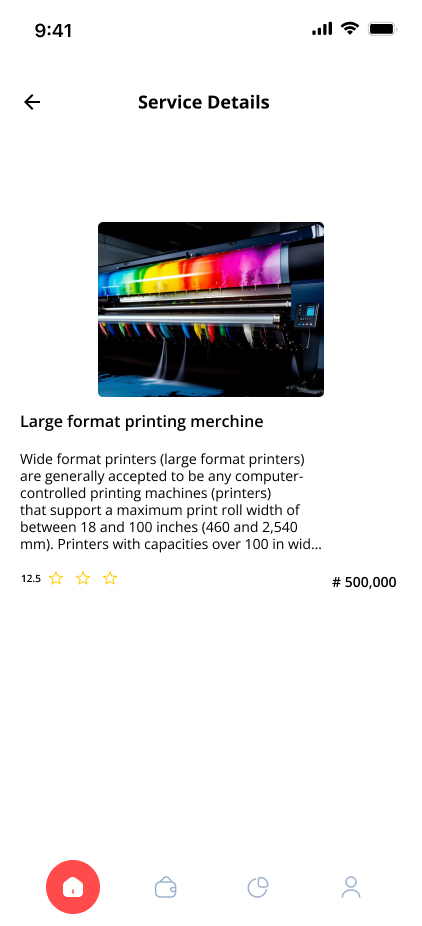 9:41
Service Details
Large format printing merchine
Wide format printers (large format printers)
are generally accepted to be any computer-
controlled printing machines (printers)
that support a maximum print roll width of
between 18 and 100 inches (460 and 2,540
mm). Printers with capacities over 100 in wid...
12.5
# 500,000